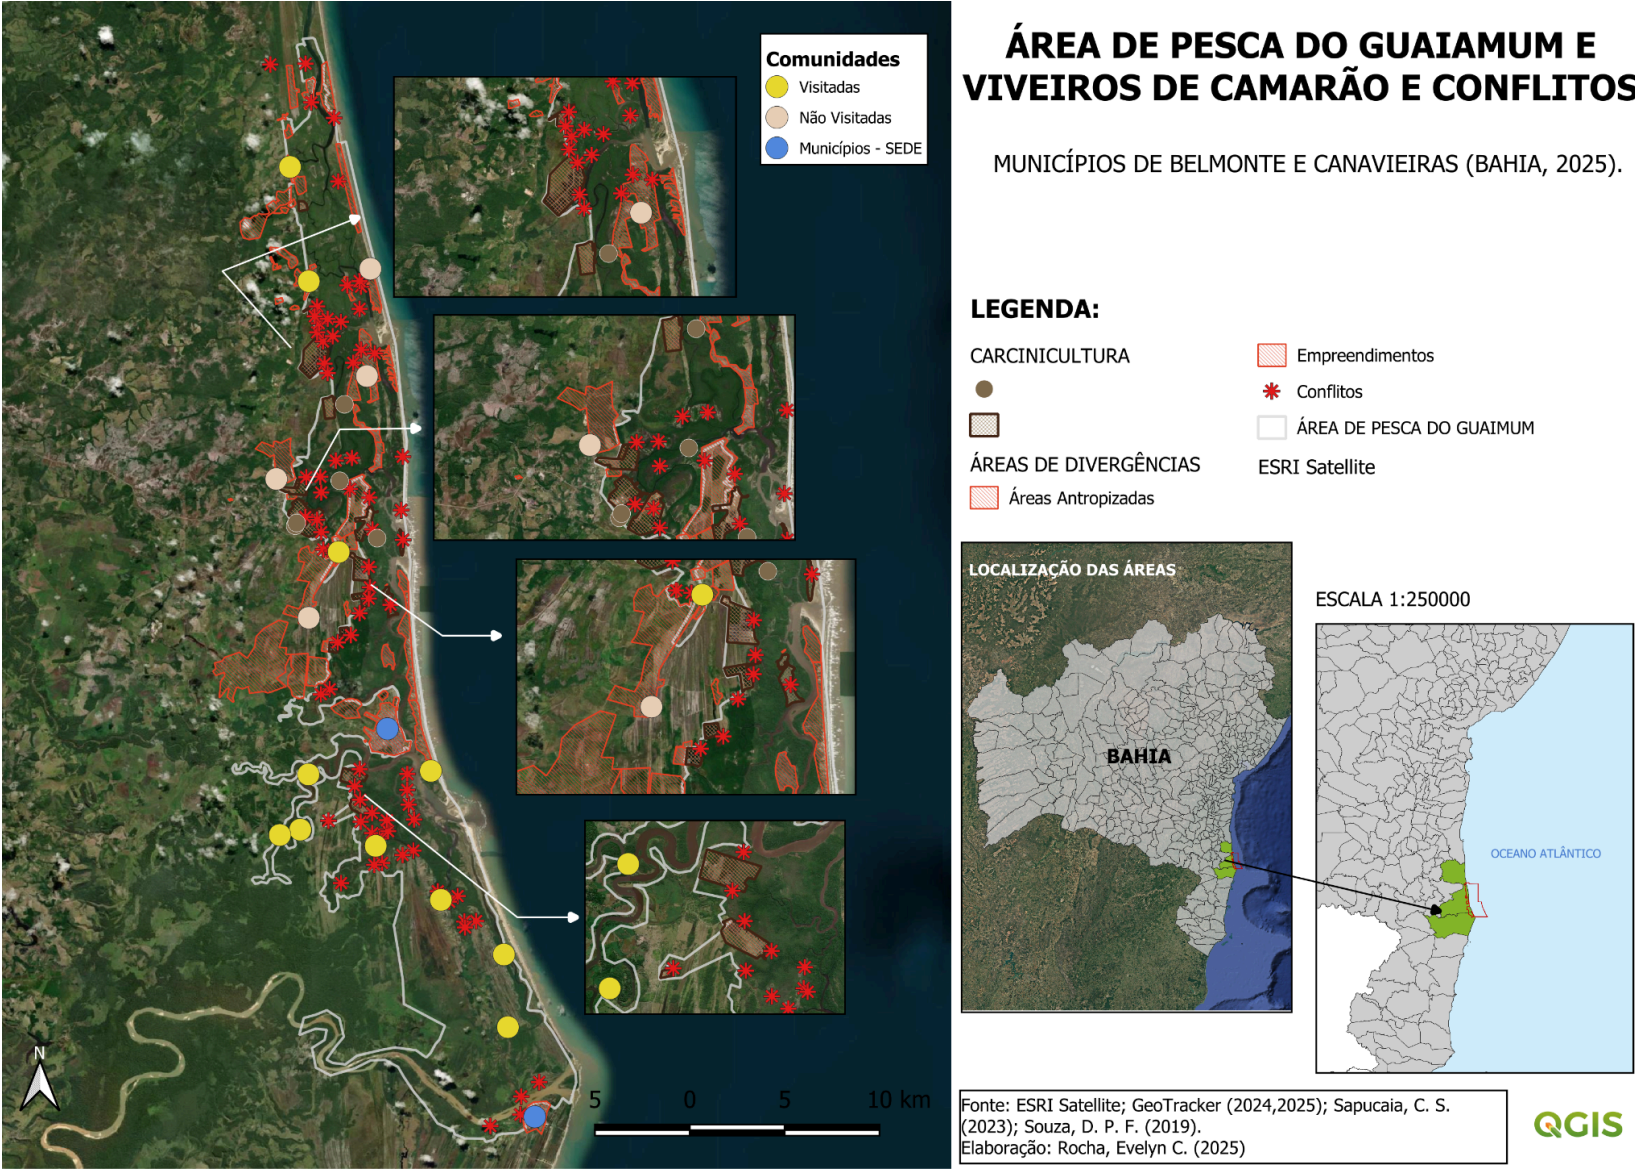 ÁREA DE PESCA DO GUAIAMUM E
VIVEIROS DE CAMARÃO E CONFLITOS
MUNICÍPIOS DE BELMONTE E CANAVIEIRAS (BAHIA, 2025).
Comunidades
Visitadas
Não Visitadas
Municípios - SEDE
LEGENDA:
CARCINICULTURA
ÁREAS DE DIVERGÊNCIAS
Áreas Antropizadas
Empreendimentos
Conflitos
ÁREA DE PESCA DO GUAIMUM
ESRI Satellite
LOCALIZAÇÃO DAS ÁREAS
BAHIA
ESCALA 1:250000
OCEANO ATLÂNTICO
N
5 0 5 10 km
Fonte: ESRI Satellite; GeoTracker (2024,2025); Sapucaia, C. S.
(2023); Souza, D. P. F. (2019).
Elaboração: Rocha, Evelyn C. (2025)
QGIS